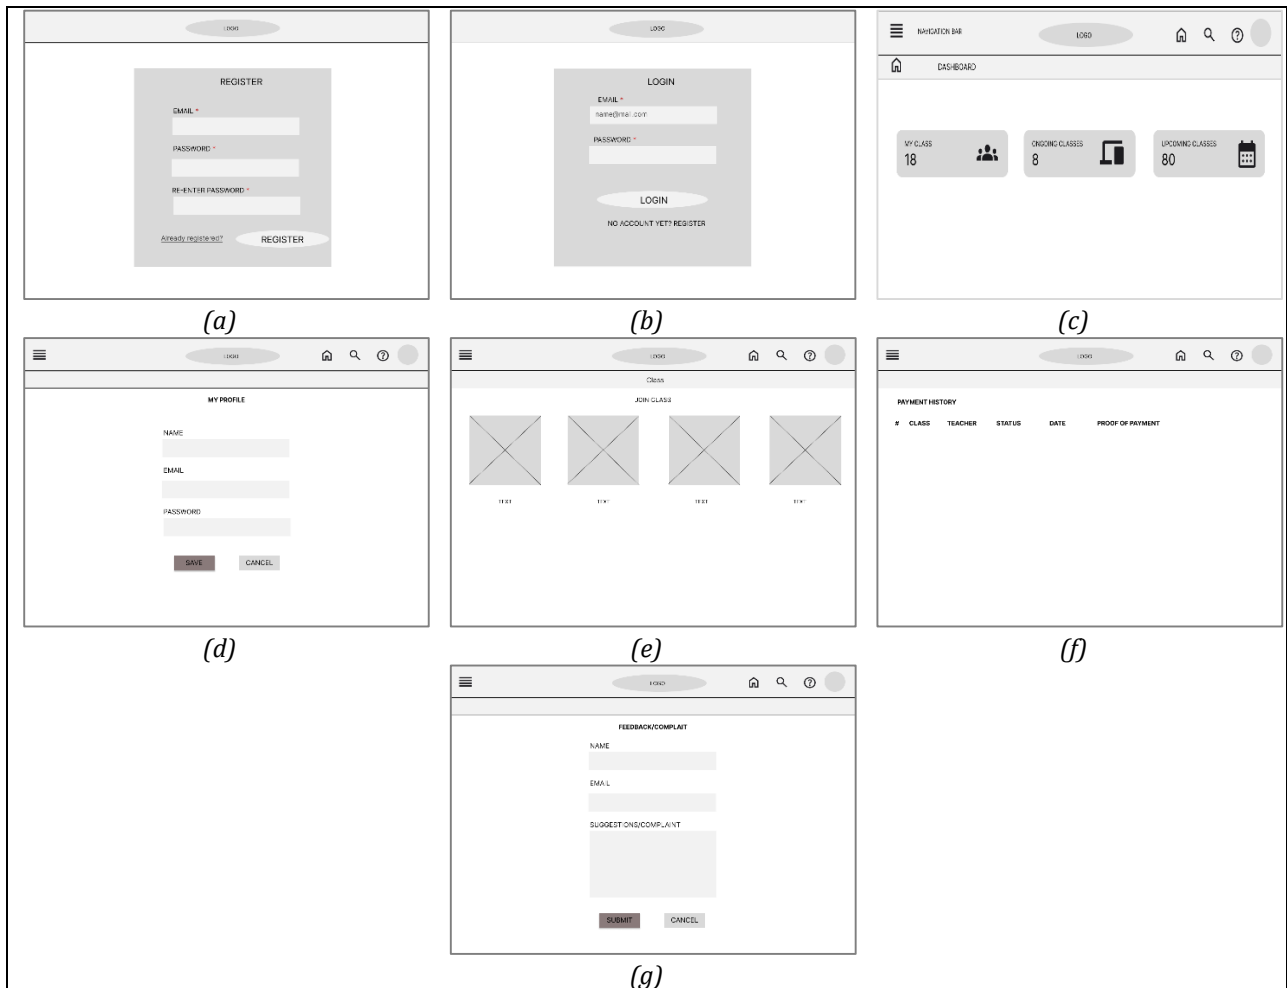 LOGO
REGISTER
EMAIL *
PASSWORD *
RE-ENTER PASSWORD *
Already registered? REGISTER
(a)
LOGO
LOGIN
EMAIL *
name@mail.com
PASSWORD *
LOGIN
NO ACCOUNT YET? REGISTER
(b)
NAVIGATION BAR LOGO
DASHBOARD
MY CLASS
18
ONGOING CLASSES
8
UPCOMING CLASSES
80
(c)
LOGO
MY PROFILE
NAME
EMAIL
PASSWORD
SAVE CANCEL
(d)
LOGO
Class
JOIN CLASS
TEXT TEXT TEXT TEXT
(e)
LOGO
PAYMENT HISTORY
# CLASS TEACHER STATUS DATE PROOF OF PAYMENT
(f)
LOGO
FEEDBACK/COMPLAIT
NAME
EMAIL
SUGGESTIONS/COMPLAINT
SUBMIT CANCEL
(g)